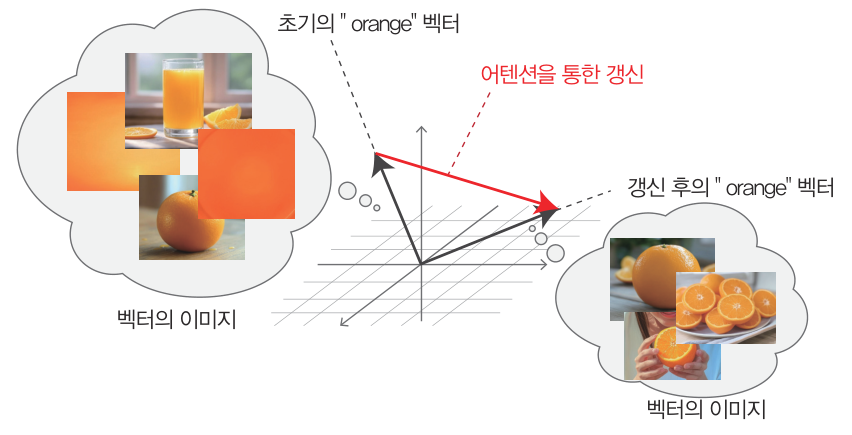 초기의 " orange" 벡터
어텐션을 통한 갱신
갱신 후의 " orange" 벡터
벡터의 이미지
벡터의 이미지